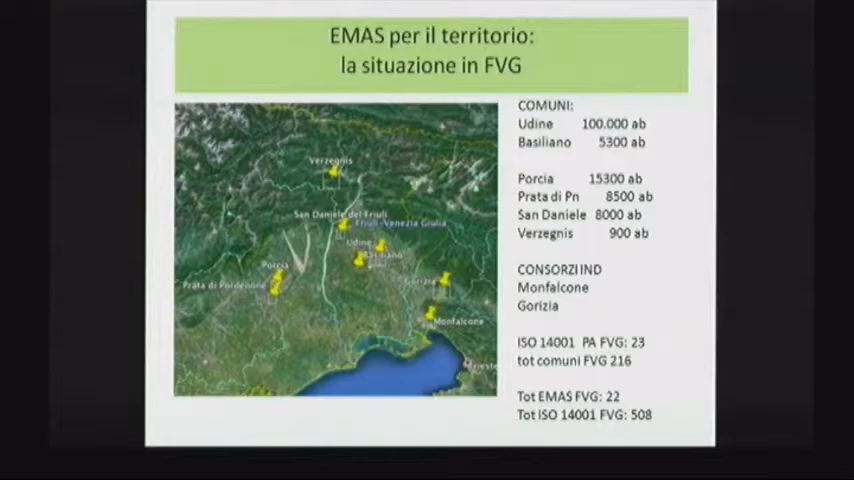 EMAS per il territorio:
la situazione in FVG
Verzegnis
San Daniele del Friuli
Friuli-Venezia Giulia
Udine
Basiliano
Porcia
Prata di Pordenone
Gorizia
Monfalcone
Trieste
COMUNI:
Udine 100.000 ab
Basiliano 5300 ab
Porcia 15300 ab
Prata di Pn 8500 ab
San Daniele 8000 ab
Verzegnis 900 ab
CONSORZI IND
Monfalcone
Gorizia
ISO 14001 PA FVG: 23
tot comuni FVG 216
Tot EMAS FVG: 22
Tot ISO 14001 FVG: 508